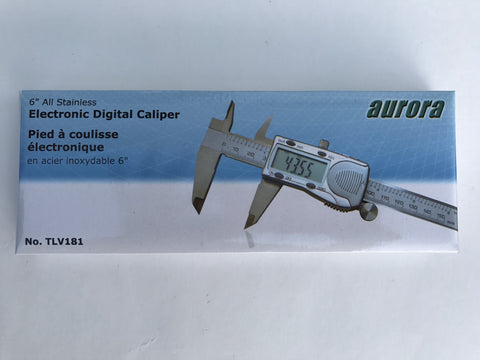 6" All Stainless
Electronic Digital Caliper
Pied à coulisse
électronique
en acier inoxydable 6"
No. TLV181
aurora
43.55